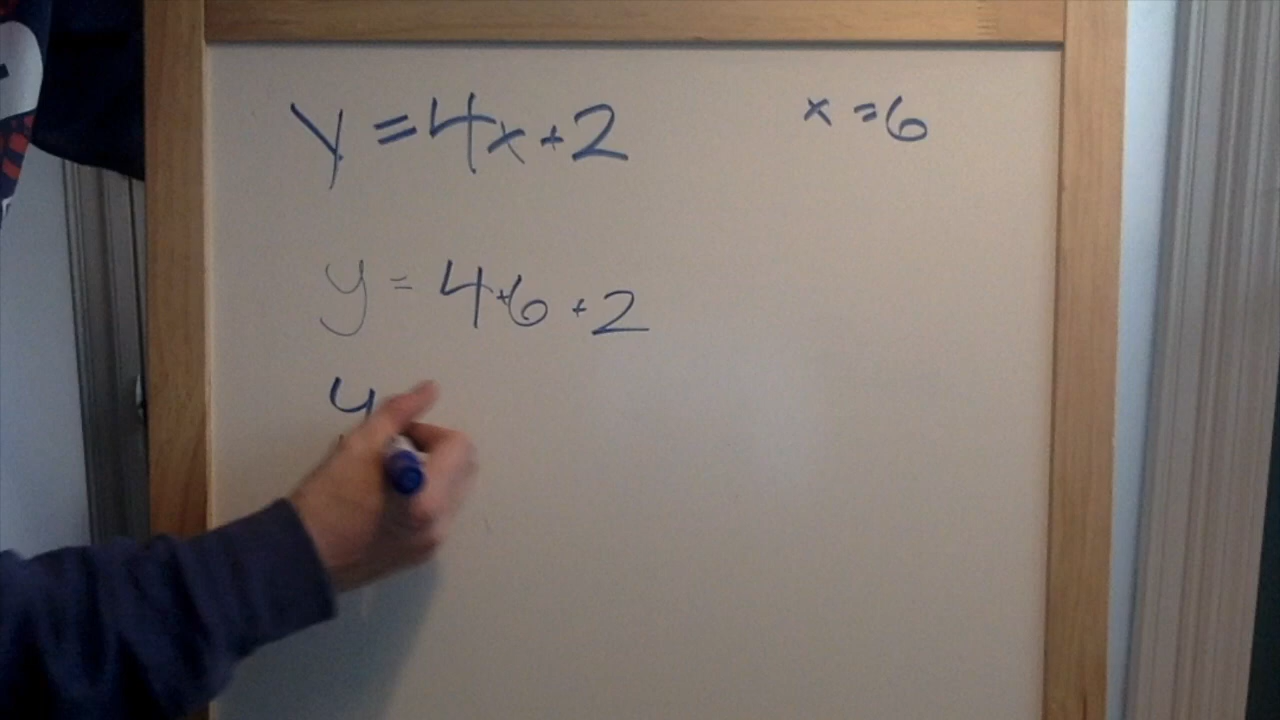 y = 4x + 2
x = 6
y = 4 * 6 + 2
y